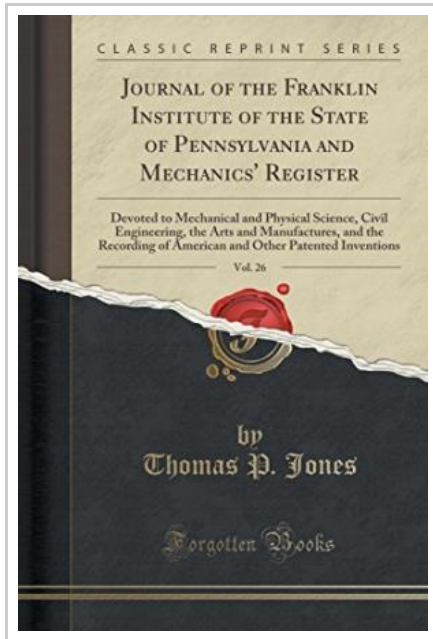 CLASSIC REPRINT SERIES
JOURNAL OF THE FRANKLIN
INSTITUTE OF THE STATE
OF PENNSYLVANIA AND
MECHANICS' REGISTER
Devoted to Mechanical and Physical Science, Civil
Engineering, the Arts and Manufactures, and the
Recording of American and Other Patented Inventions
Vol. 26
by
Thomas P. Jones
Forgotten Books